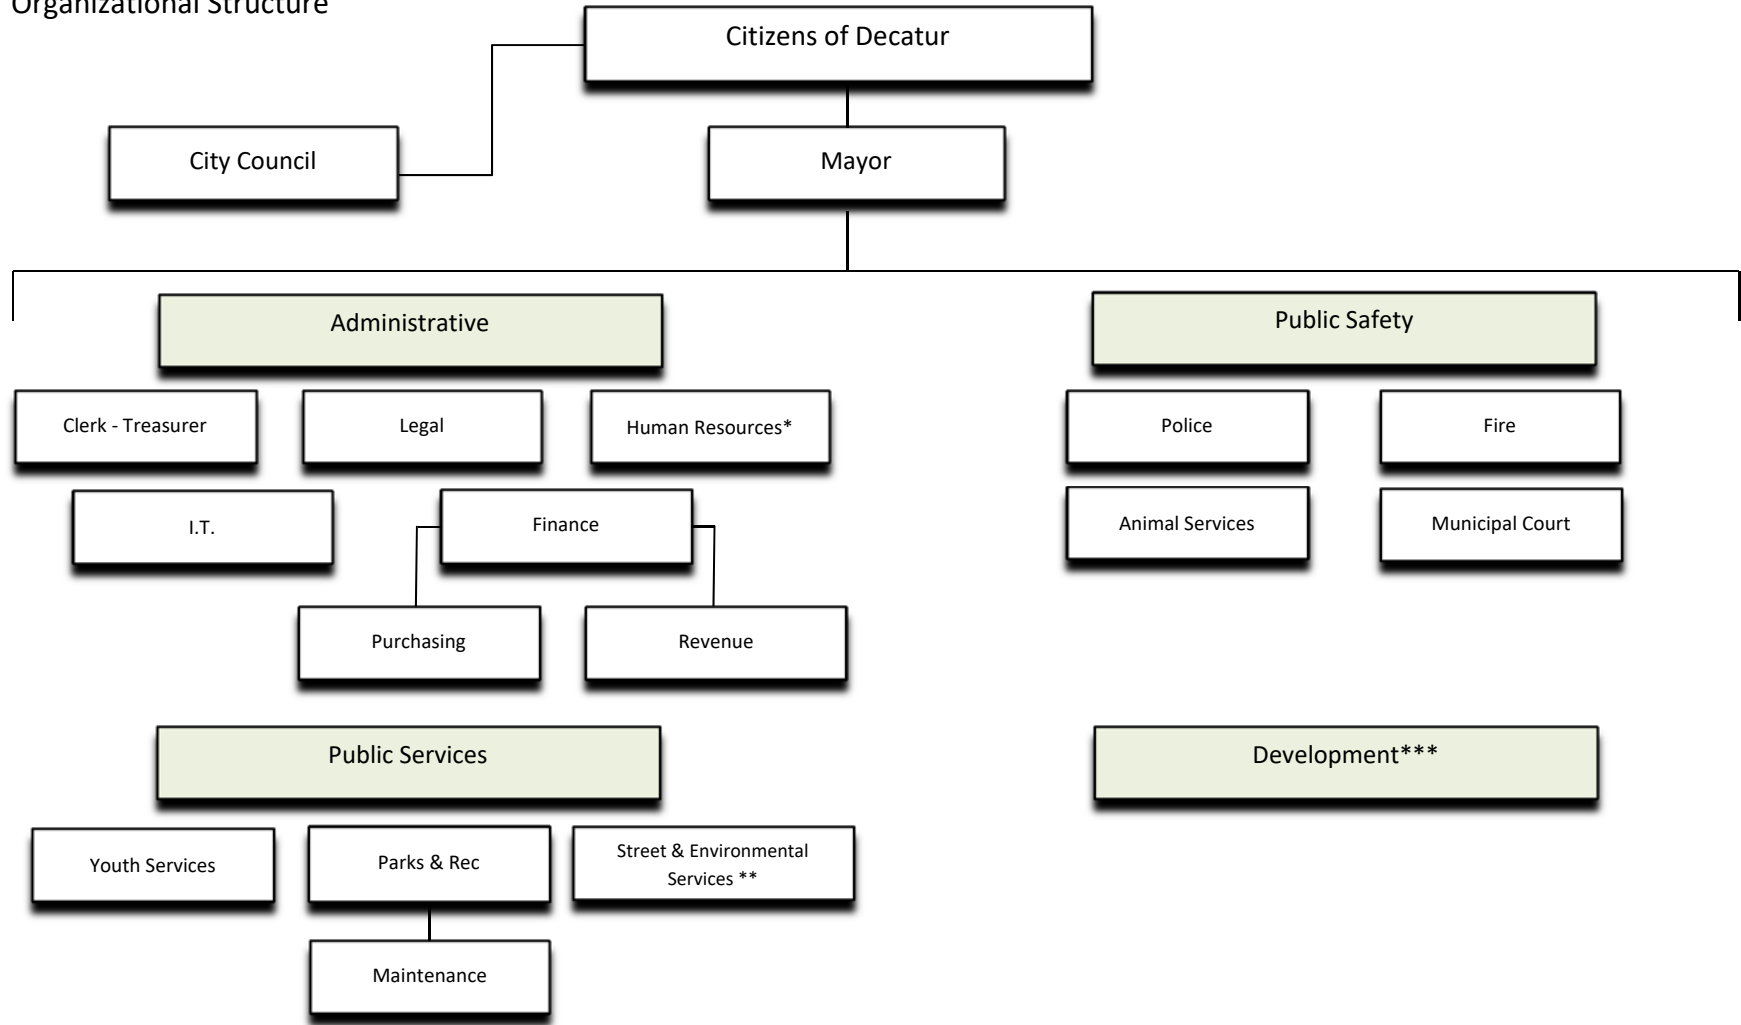 Organizational Structure
Citizens of Decatur
City Council
Mayor
Administrative
Public Safety
Clerk - Treasurer
Legal
Human Resources*
Police
Fire
I.T.
Finance
Animal Services
Municipal Court
Purchasing
Revenue
Public Services
Development***
Youth Services
Parks & Rec
Street & Environmental
Services **
Maintenance